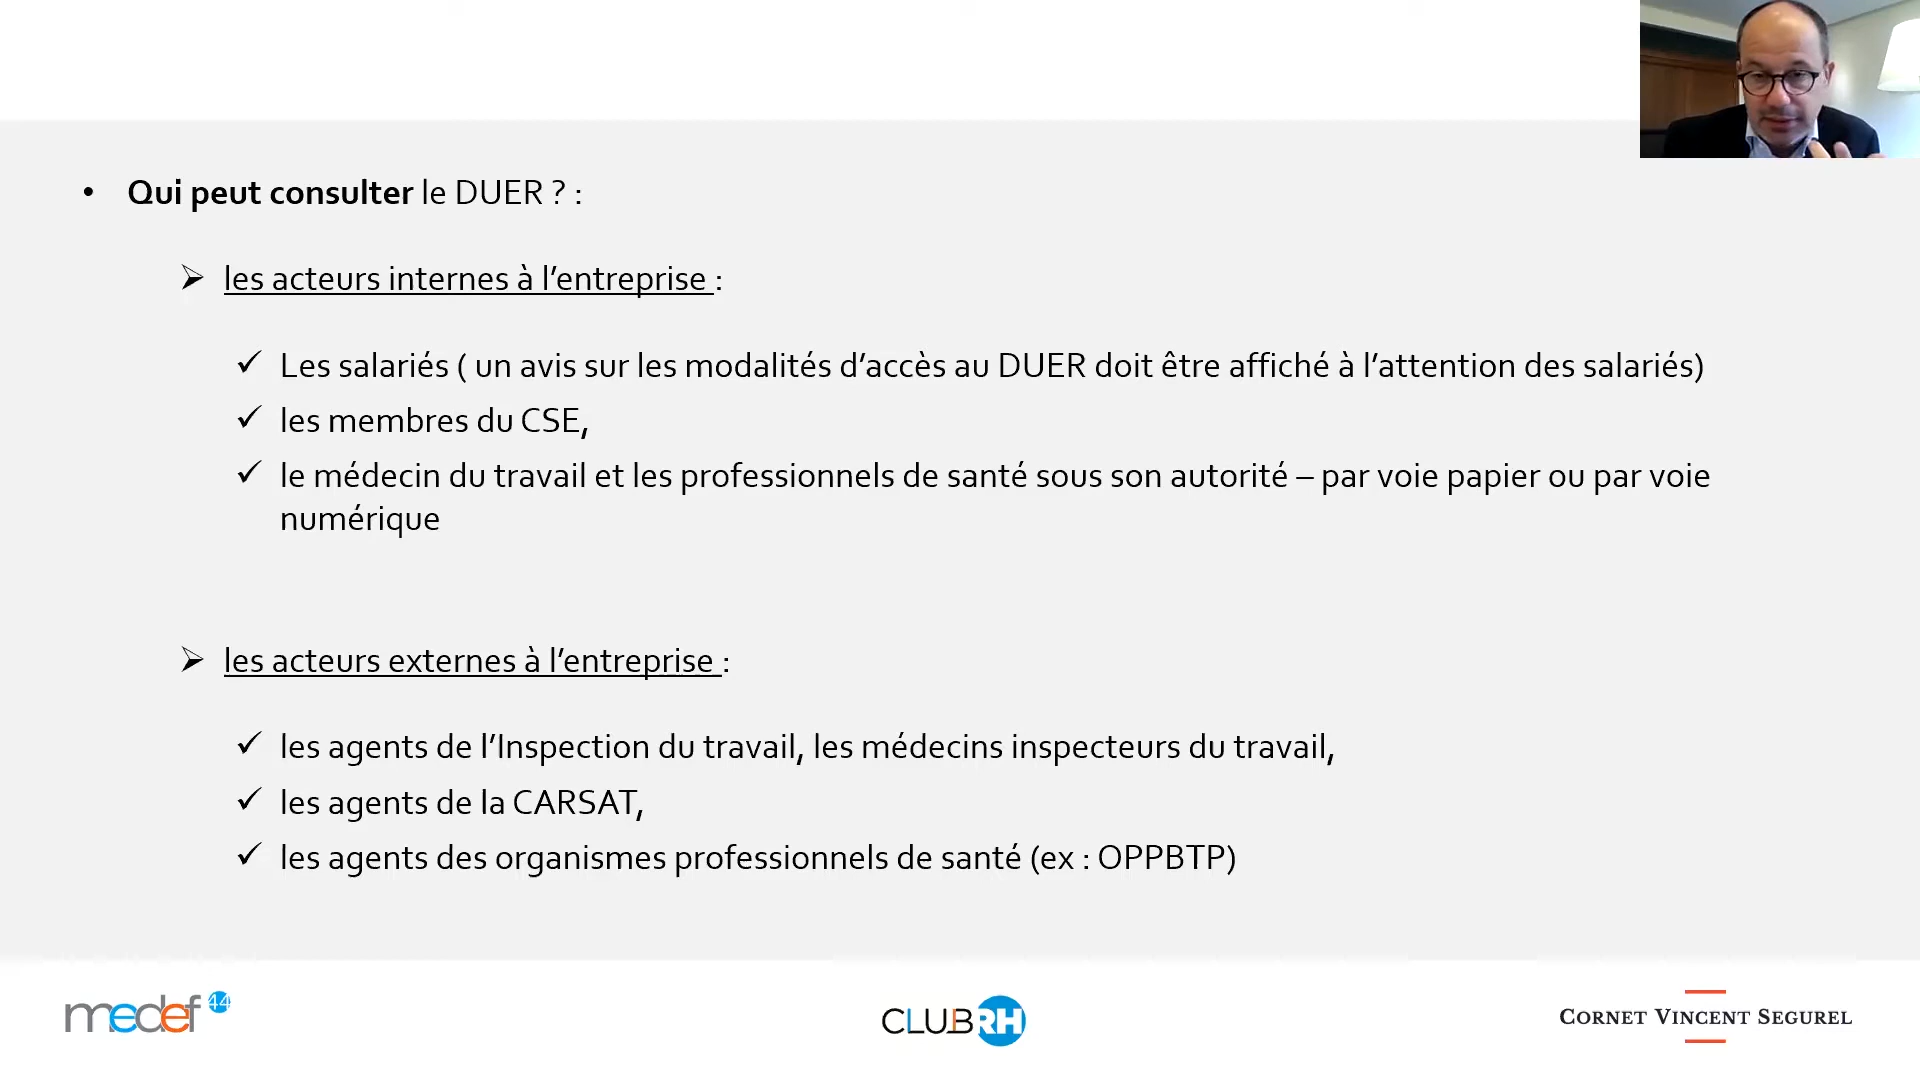 • Qui peut consulter le DUER ? :
➢ les acteurs internes à l’entreprise :
✓ Les salariés ( un avis sur les modalités d’accès au DUER doit être affiché à l’attention des salariés)
✓ les membres du CSE,
✓ le médecin du travail et les professionnels de santé sous son autorité – par voie papier ou par voie
numérique
➢ les acteurs externes à l’entreprise :
✓ les agents de l’Inspection du travail, les médecins inspecteurs du travail,
✓ les agents de la CARSAT,
✓ les agents des organismes professionnels de santé (ex : OPPBTP)
medef 44
CLUB RH
CORNET VINCENT SEGUREL